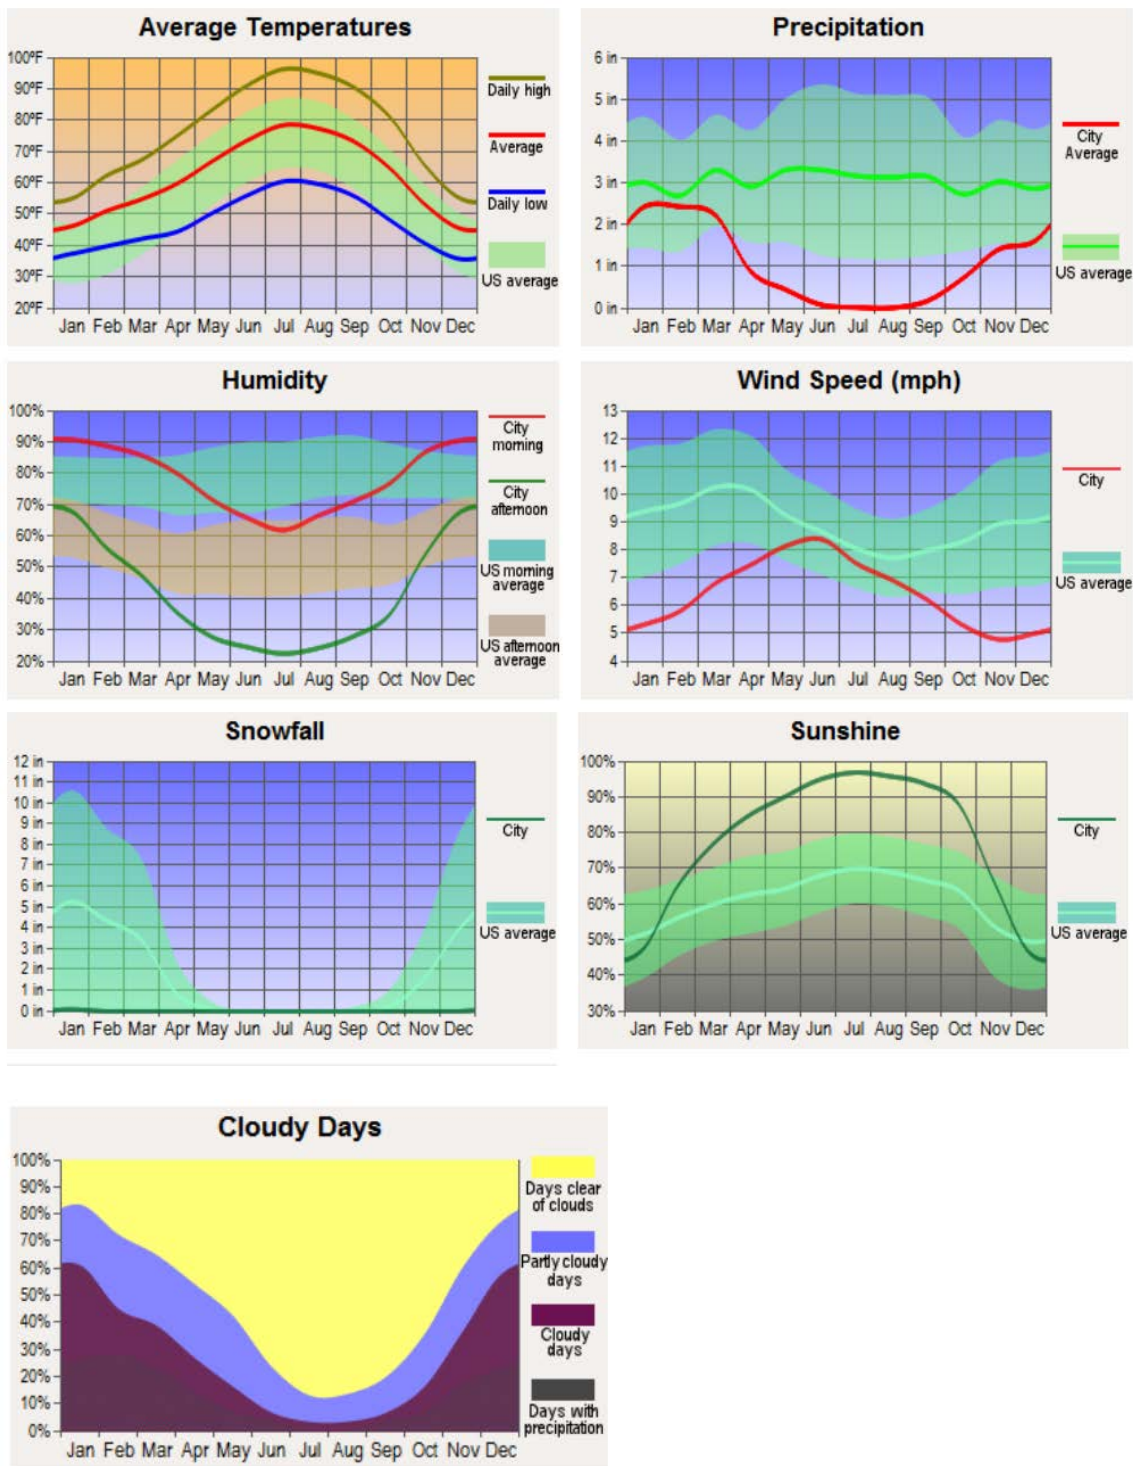 Average Temperatures
100ºF
90ºF
80ºF
70ºF
60ºF
50ºF
40ºF
30ºF
20ºF
Jan Feb Mar Apr May Jun Jul Aug Sep Oct Nov Dec
Daily high
Average
Daily low
US average
Precipitation
6 in
5 in
4 in
3 in
2 in
1 in
0 in
Jan Feb Mar Apr May Jun Jul Aug Sep Oct Nov Dec
City
Average
US average
Humidity
100%
90%
80%
70%
60%
50%
40%
30%
20%
Jan Feb Mar Apr May Jun Jul Aug Sep Oct Nov Dec
City
morning
City
afternoon
US morning
average
US afternoon
average
Wind Speed (mph)
13
12
11
10
9
8
7
6
5
4
Jan Feb Mar Apr May Jun Jul Aug Sep Oct Nov Dec
City
US average
Snowfall
12 in
11 in
10 in
9 in
8 in
7 in
6 in
5 in
4 in
3 in
2 in
1 in
0 in
Jan Feb Mar Apr May Jun Jul Aug Sep Oct Nov Dec
City
US average
Sunshine
100%
90%
80%
70%
60%
50%
40%
30%
Jan Feb Mar Apr May Jun Jul Aug Sep Oct Nov Dec
City
US average
Cloudy Days
100%
90%
80%
70%
60%
50%
40%
30%
20%
10%
0%
Jan Feb Mar Apr May Jun Jul Aug Sep Oct Nov Dec
Days clear
of clouds
Partly cloudy
days
Cloudy
days
Days with
precipitation